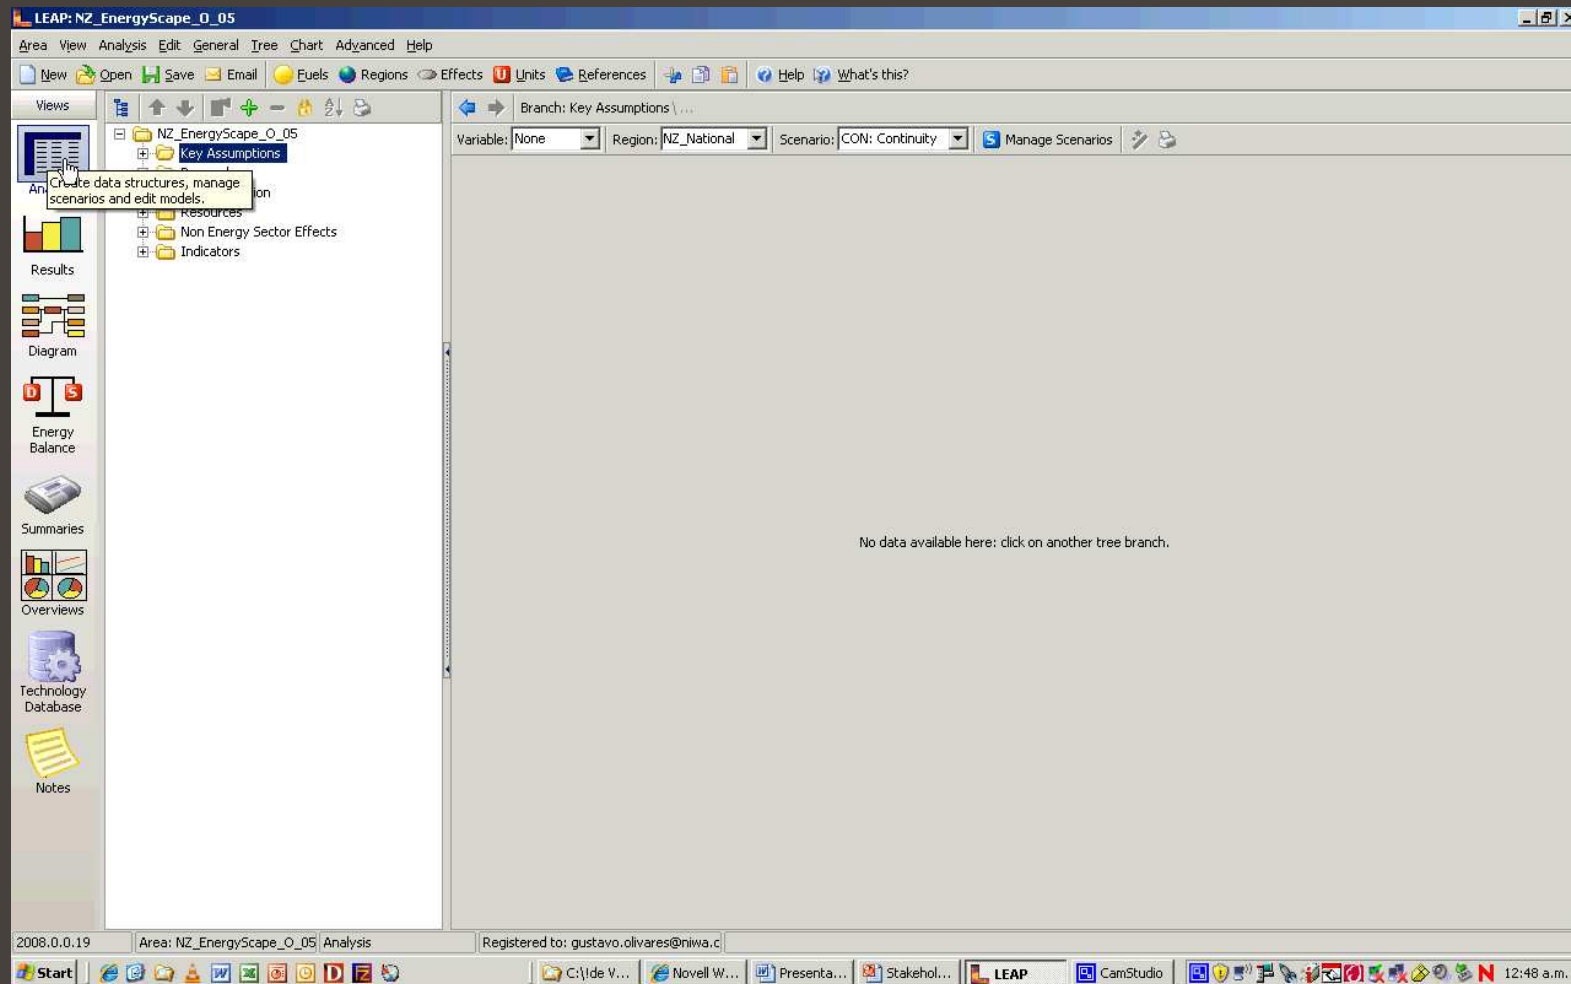 LEAP: NZ_EnergyScape_O_05
Area View Analysis Edit General Tree Chart Advanced Help
New Open Save Email Fuels Regions Effects Units References Help What's this?
Views
Branch: Key Assumptions \ ...
Variable: None Region: NZ_National Scenario: CON: Continuity Manage Scenarios
NZ_EnergyScape_O_05
Key Assumptions
Create data structures, manage
scenarios and edit models.
Resources
Non Energy Sector Effects
Indicators
Results
Diagram
Energy
Balance
Summaries
Overviews
Technology
Database
Notes
No data available here: click on another tree branch.
2008.0.0.19 Area: NZ_EnergyScape_O_05 Analysis Registered to: gustavo.olivares@niwa.c
Start C:\!de V... Novell W... Presenta... Stakehol... LEAP CamStudio 12:48 a.m.